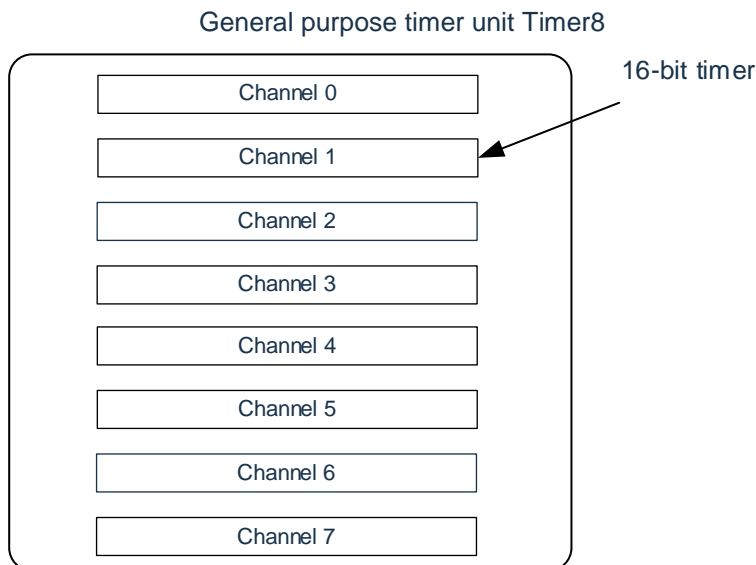 General purpose timer unit Timer8
16-bit timer
Channel 0
Channel 1
Channel 2
Channel 3
Channel 4
Channel 5
Channel 6
Channel 7